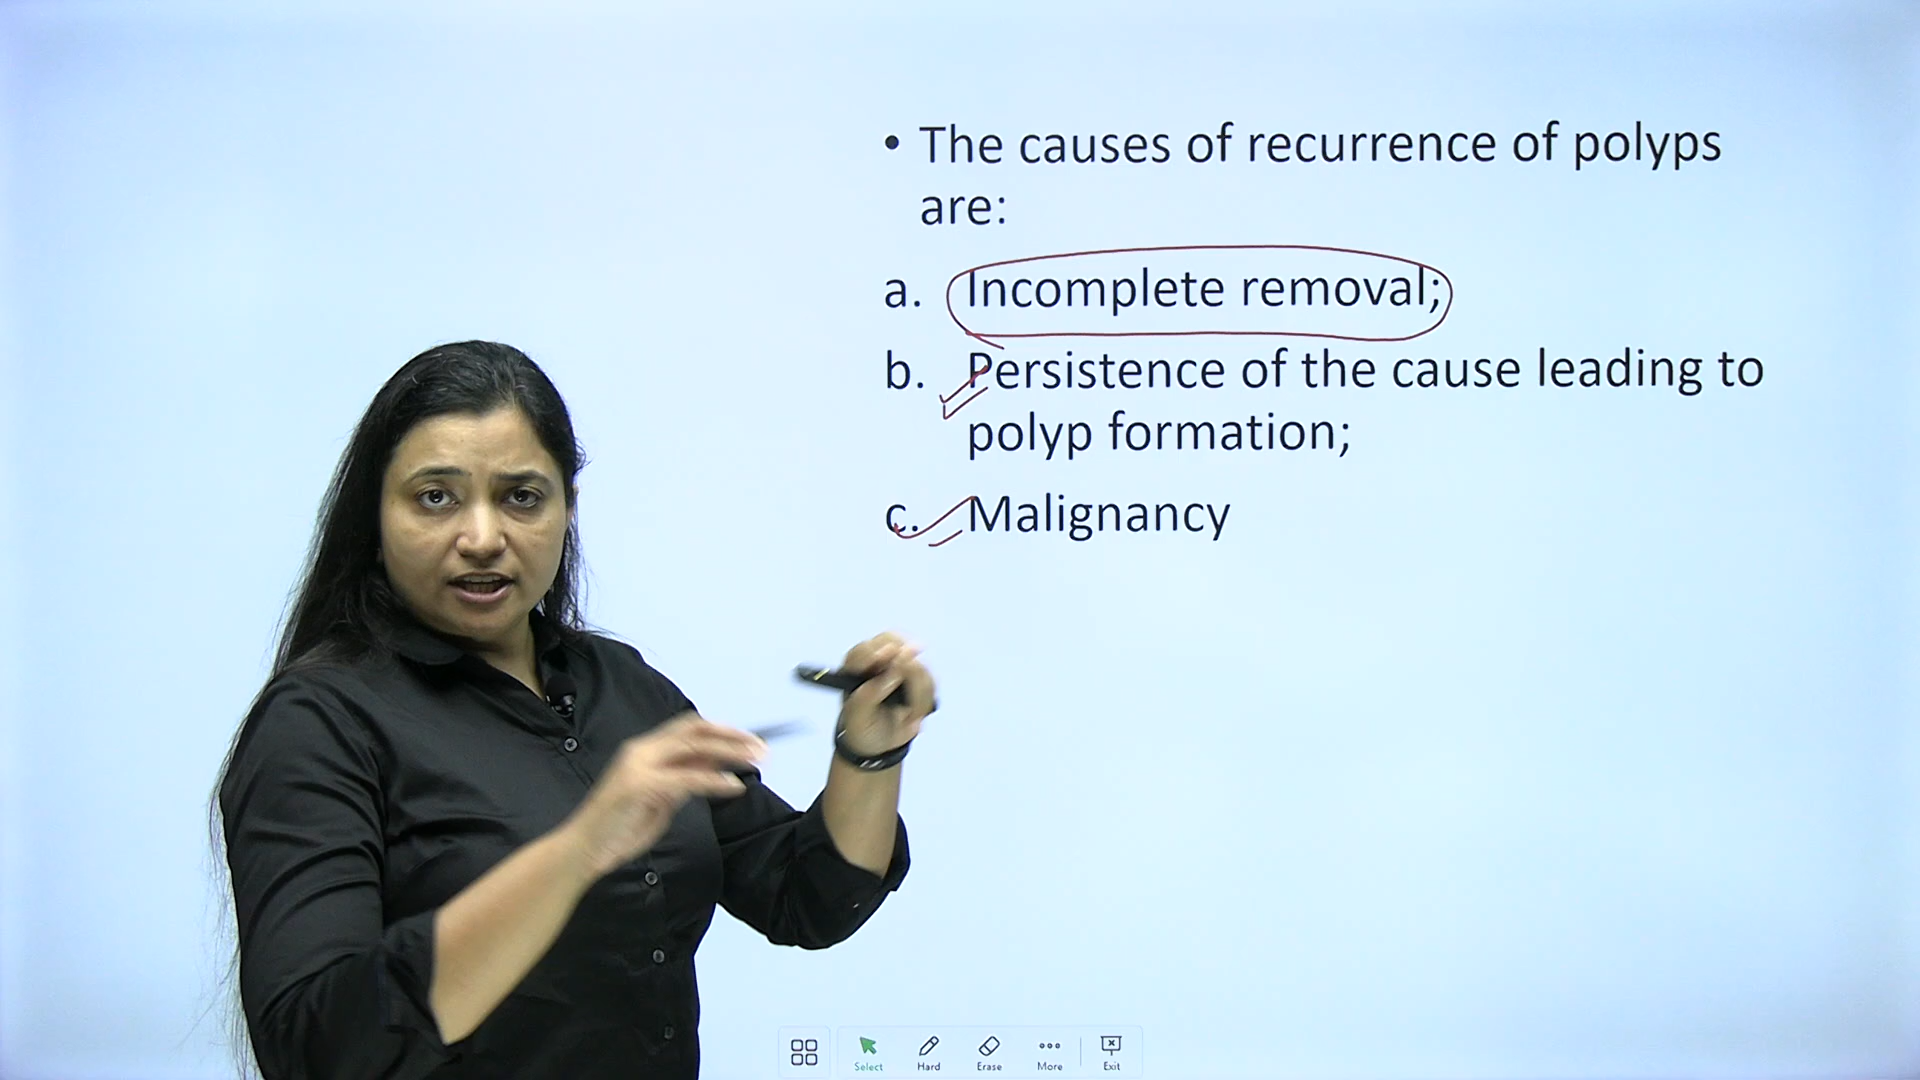 • The causes of recurrence of polyps
are:
a. Incomplete removal;
b. Persistence of the cause leading to
polyp formation;
c. Malignancy
Select Hard Erase More Exit